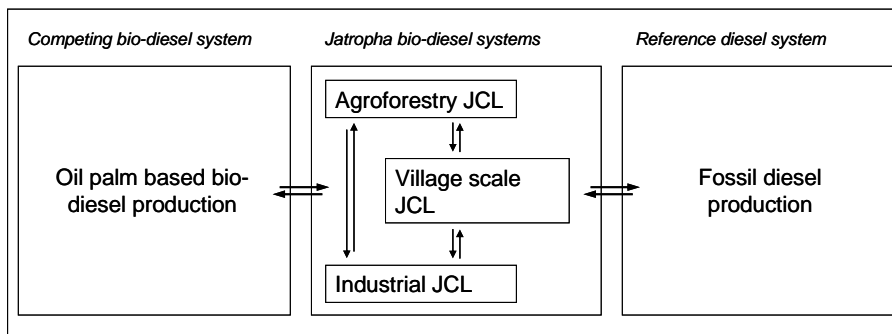 Competing bio-diesel system
Jatropha bio-diesel systems
Reference diesel system
Oil palm based bio-
diesel production
Agroforestry JCL
Village scale
JCL
Industrial JCL
Fossil diesel
production